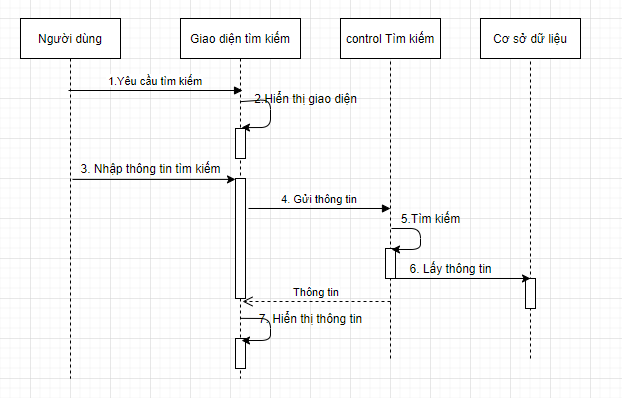 Người dùng
Giao diện tìm kiếm
control Tìm kiếm
Cơ sở dữ liệu
1.Yêu cầu tìm kiếm
2.Hiển thị giao diện
3. Nhập thông tin tìm kiếm
4. Gửi thông tin
5.Tìm kiếm
6. Lấy thông tin
Thông tin
7. Hiển thị thông tin